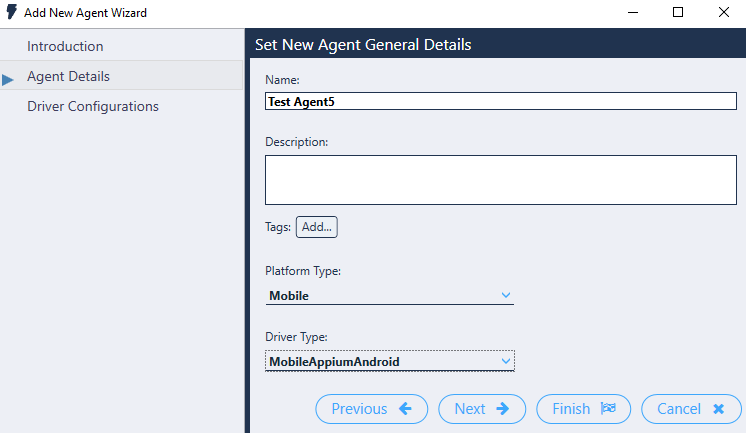 Add New Agent Wizard
Introduction
Agent Details
Driver Configurations
Set New Agent General Details
Name:
Test Agent5
Description:
Tags: Add...
Platform Type:
Mobile
Driver Type:
MobileAppiumAndroid
Previous Next Finish Cancel